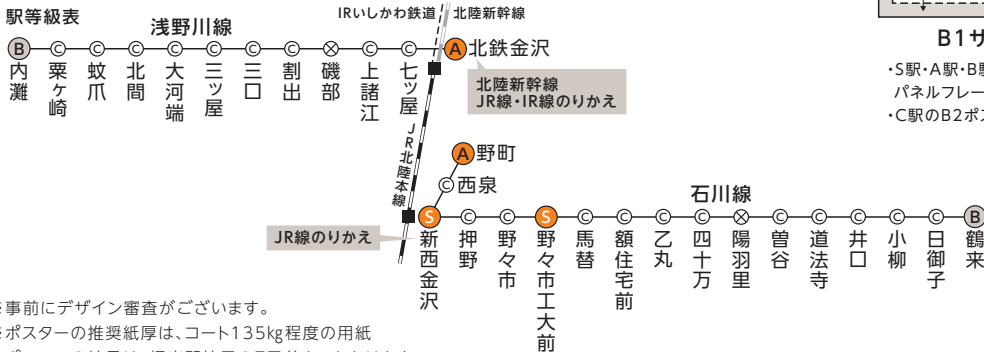 駅等級表
浅野川線
IRいしかわ鉄道
北陸新幹線
B
内灘
C
粟ヶ崎
C
蚊爪
C
北間
C
大河端
C
三ッ屋
C
三口
C
割出
磯部
C
上諸江
C
七ッ屋
A 北鉄金沢
北陸新幹線
JR線・IR線のりかえ
JR北陸本線
A 野町
C 西泉
石川線
JR線のりかえ
S
新西金沢
C
押野
C
野々市
S
野々市工大前
C
馬替
C
額住宅前
C
乙丸
C
四十万
陽羽里
C
曽谷
C
道法寺
C
井口
C
小柳
C
日御子
B
鶴来
B1サ
・S駅・A駅・B駅
パネルフレー
・C駅のB2ポス
※事前にデザイン審査がございます。
※ポスターの推奨紙厚は、コート135kg程度の用紙